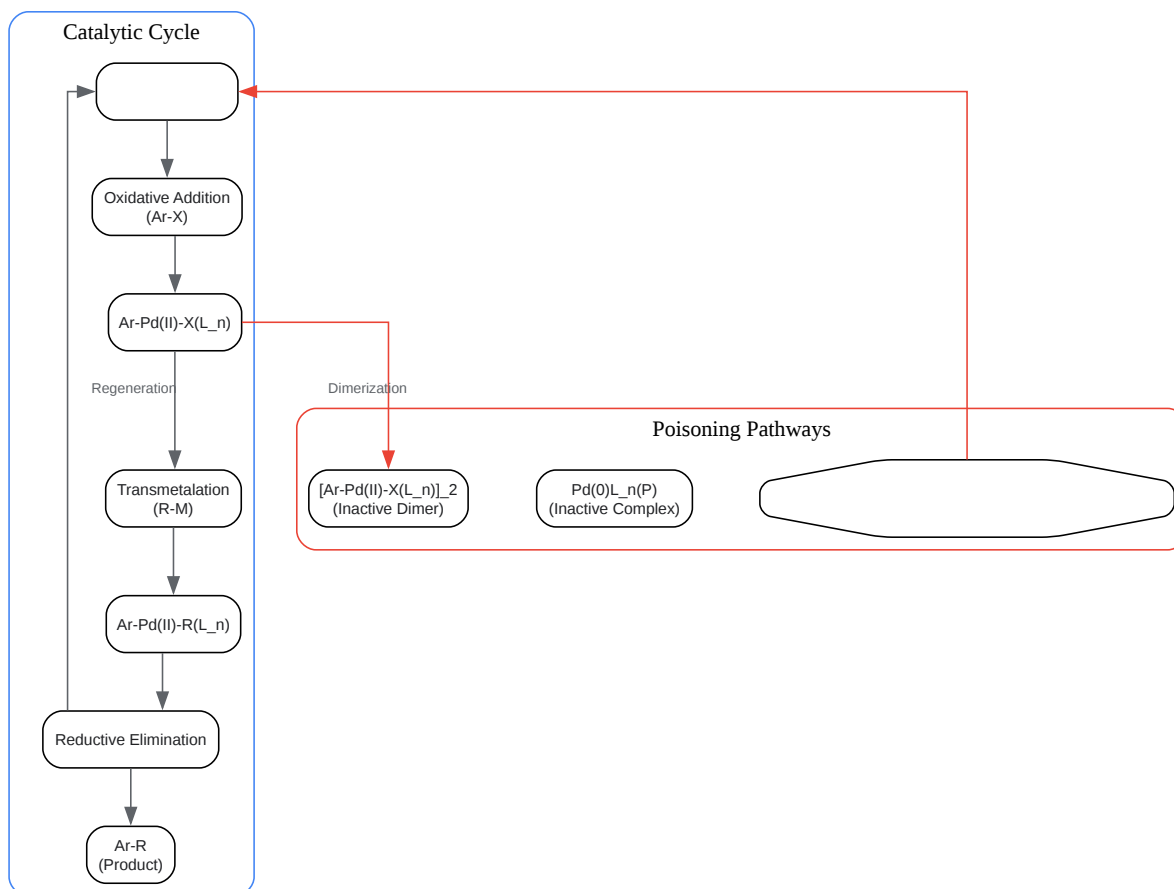 Catalytic Cycle
Oxidative Addition
(Ar-X)
Ar-Pd(II)-X(L_n)
Regeneration
Dimerization
Poisoning Pathways
Transmetalation
(R-M)
[Ar-Pd(II)-X(L_n)]_2
(Inactive Dimer)
Pd(0)L_n(P)
(Inactive Complex)
Ar-Pd(II)-R(L_n)
Reductive Elimination
Ar-R
(Product)